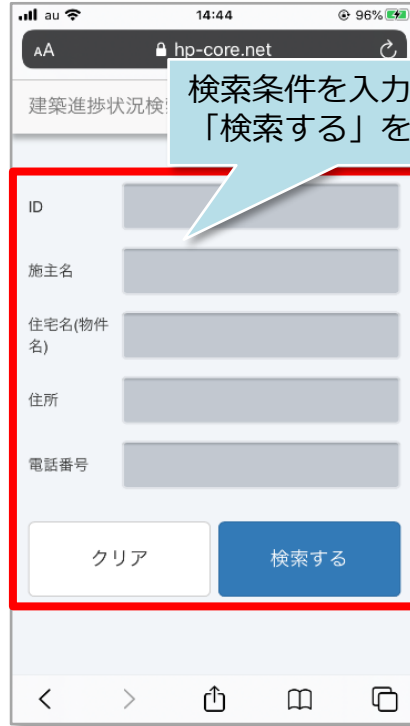 au 14:44 96%
AA hp-core.net
建築進捗状況検
検索条件を入力
「検索する」を
ID
施主名
住宅名(物件
名)
住所
電話番号
クリア 検索する